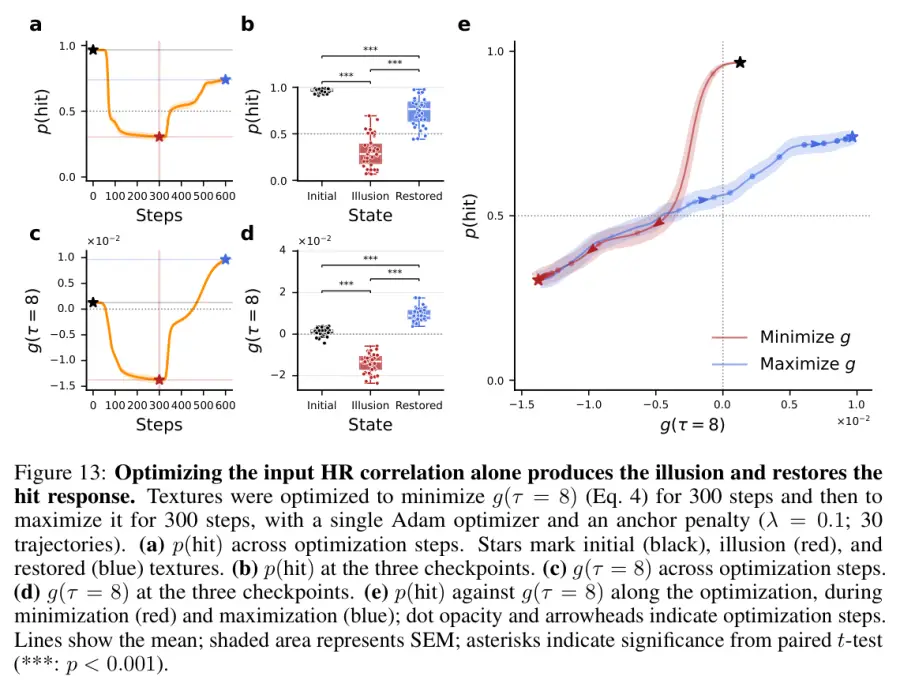 a
1.0
0.5
0.0
p(hit)
0 100 200 300 400 500 600
Steps
b
1.0
0.5
0.0
p(hit)
***
***
***
Initial Illusion Restored
State
c
×10⁻²
1.0
0.5
0.0
−0.5
−1.0
−1.5
g(τ = 8)
0 100 200 300 400 500 600
Steps
d
×10⁻²
4
2
0
−2
g(τ = 8)
***
***
***
Initial Illusion Restored
State
e
1.0
0.5
0.0
p(hit)
Minimize g
Maximize g
−1.5 −1.0 −0.5 0.0 0.5 1.0
×10⁻²
g(τ = 8)
Figure 13: Optimizing the input HR correlation alone produces the illusion and restores the
hit response. Textures were optimized to minimize g(τ = 8) (Eq. 4) for 300 steps and then to
maximize it for 300 steps, with a single Adam optimizer and an anchor penalty (λ = 0.1; 30
trajectories). (a) p(hit) across optimization steps. Stars mark initial (black), illusion (red), and
restored (blue) textures. (b) p(hit) at the three checkpoints. (c) g(τ = 8) across optimization steps.
(d) g(τ = 8) at the three checkpoints. (e) p(hit) against g(τ = 8) along the optimization, during
minimization (red) and maximization (blue); dot opacity and arrowheads indicate optimization steps.
Lines show the mean; shaded area represents SEM; asterisks indicate significance from paired t-test
(***: p < 0.001).